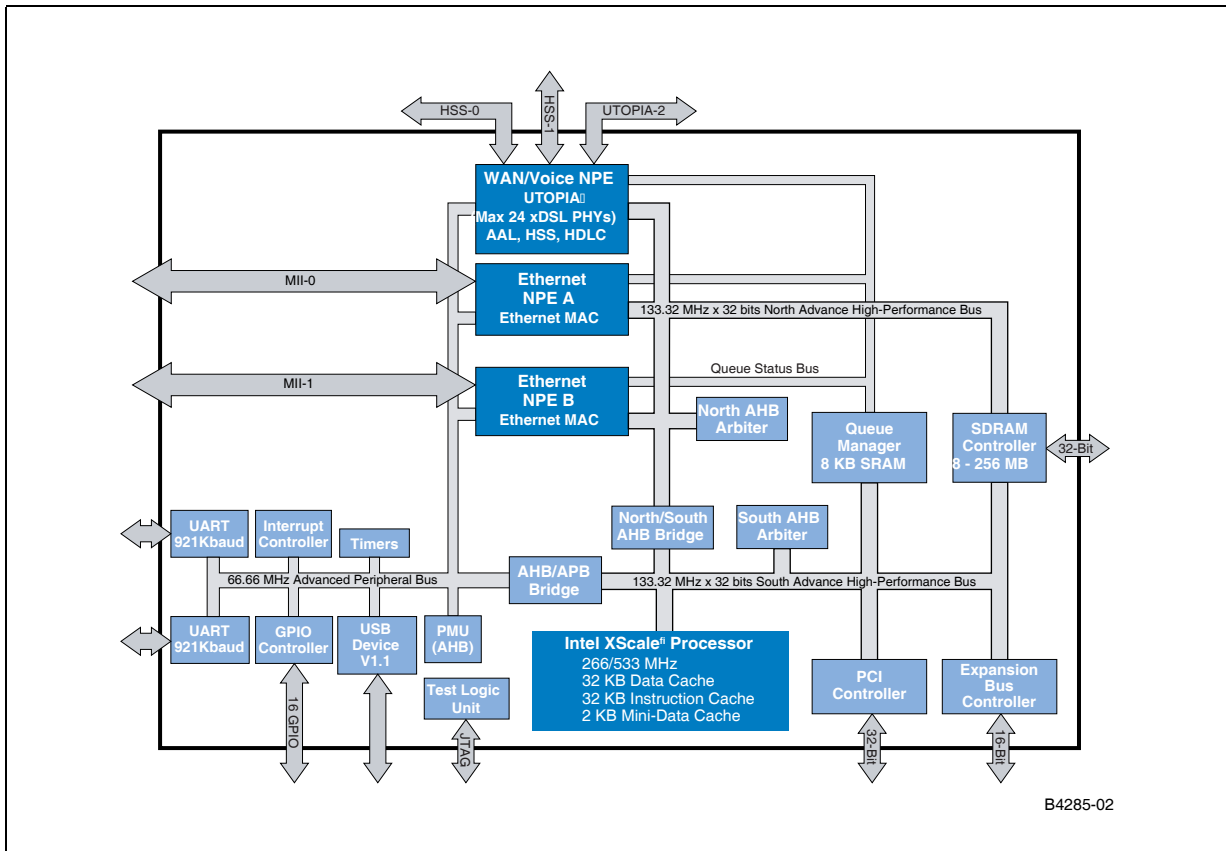 HSS-0
HSS-1
UTOPIA-2
WAN/Voice NPE
UTOPIA▯
(Max 24 xDSL PHYs)
AAL, HSS, HDLC
MII-0
Ethernet
NPE A
Ethernet MAC
133.32 MHz x 32 bits North Advance High-Performance Bus
MII-1
Ethernet
NPE B
Ethernet MAC
Queue Status Bus
North AHB
Arbiter
Queue
Manager
8 KB SRAM
SDRAM
Controller
8 - 256 MB
32-Bit
UART
921Kbaud
Interrupt
Controller
Timers
North/South
AHB Bridge
South AHB
Arbiter
66.66 MHz Advanced Peripheral Bus
AHB/APB
Bridge
133.32 MHz x 32 bits South Advance High-Performance Bus
UART
921Kbaud
GPIO
Controller
USB
Device
V1.1
PMU
(AHB)
Intel XScaleﬁ Processor
266/533 MHz
32 KB Data Cache
32 KB Instruction Cache
2 KB Mini-Data Cache
PCI
Controller
Expansion
Bus
Controller
Test Logic
Unit
16 GPIO
JTAG
32-Bit
16-Bit
B4285-02